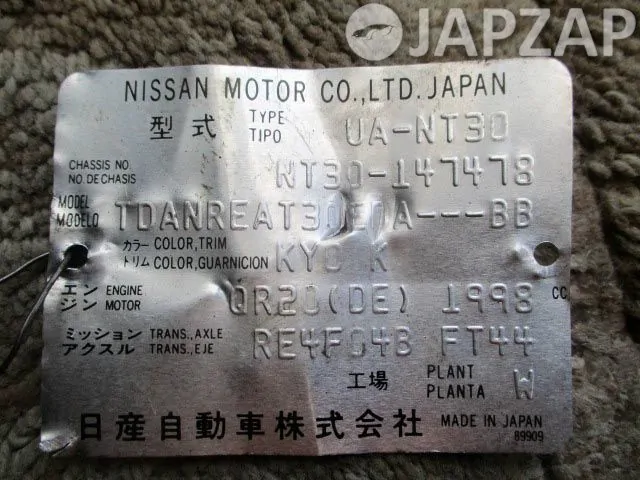 JAPZAP
NISSAN MOTOR CO.,LTD. JAPAN
型式 TYPE TIPO UA-NT30
CHASSIS NO. NO. DE CHASIS NT30-147478
MODEL MODELO TDANREAT30EDA---BB
カラー COLOR, TRIM
トリム COLOR, GUARNICION KY0 K
エンジン ENGINE MOTOR QR20(DE) 1998 CC
ミッション TRANS., AXLE
アクスル TRANS., EJE RE4F04B FT44
工場 PLANT PLANTA W
日産自動車株式会社 MADE IN JAPAN
89909